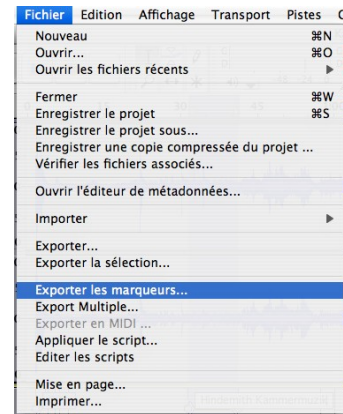 Fichier Edition Affichage Transport Pistes
Nouveau ⌘N
Ouvrir... ⌘O
Ouvrir les fichiers récents ▶
Fermer ⌘W
Enregistrer le projet ⌘S
Enregistrer le projet sous...
Enregistrer une copie compressée du projet ...
Vérifier les fichiers associés...
Ouvrir l'éditeur de métadonnées...
Importer ▶
Exporter...
Exporter la sélection...
Exporter les marqueurs...
Export Multiple...
Exporter en MIDI ...
Appliquer le script...
Editer les scripts
Mise en page...
Imprimer...